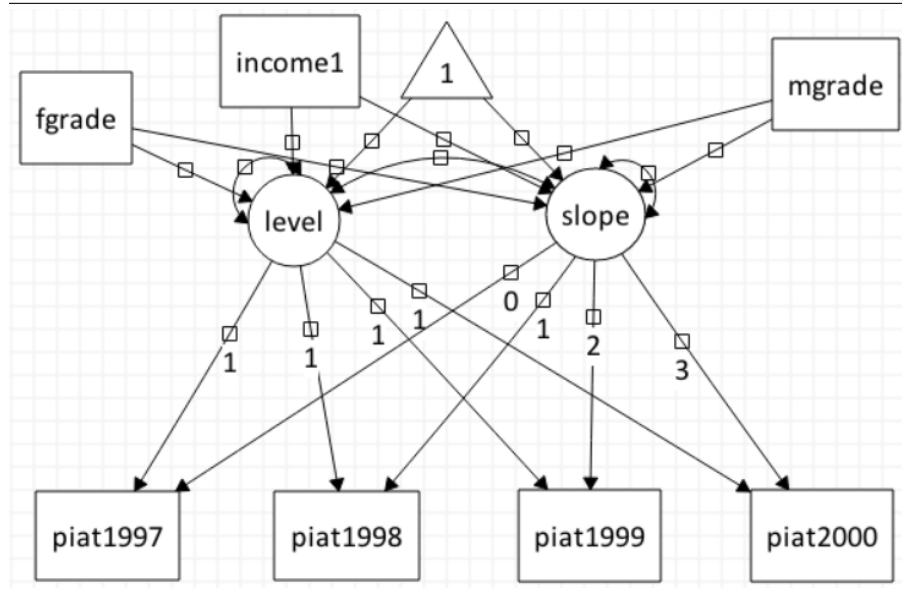 income1
1
mgrade
fgrade
level
slope
0
1
1
1
1
1
2
3
piat1997
piat1998
piat1999
piat2000